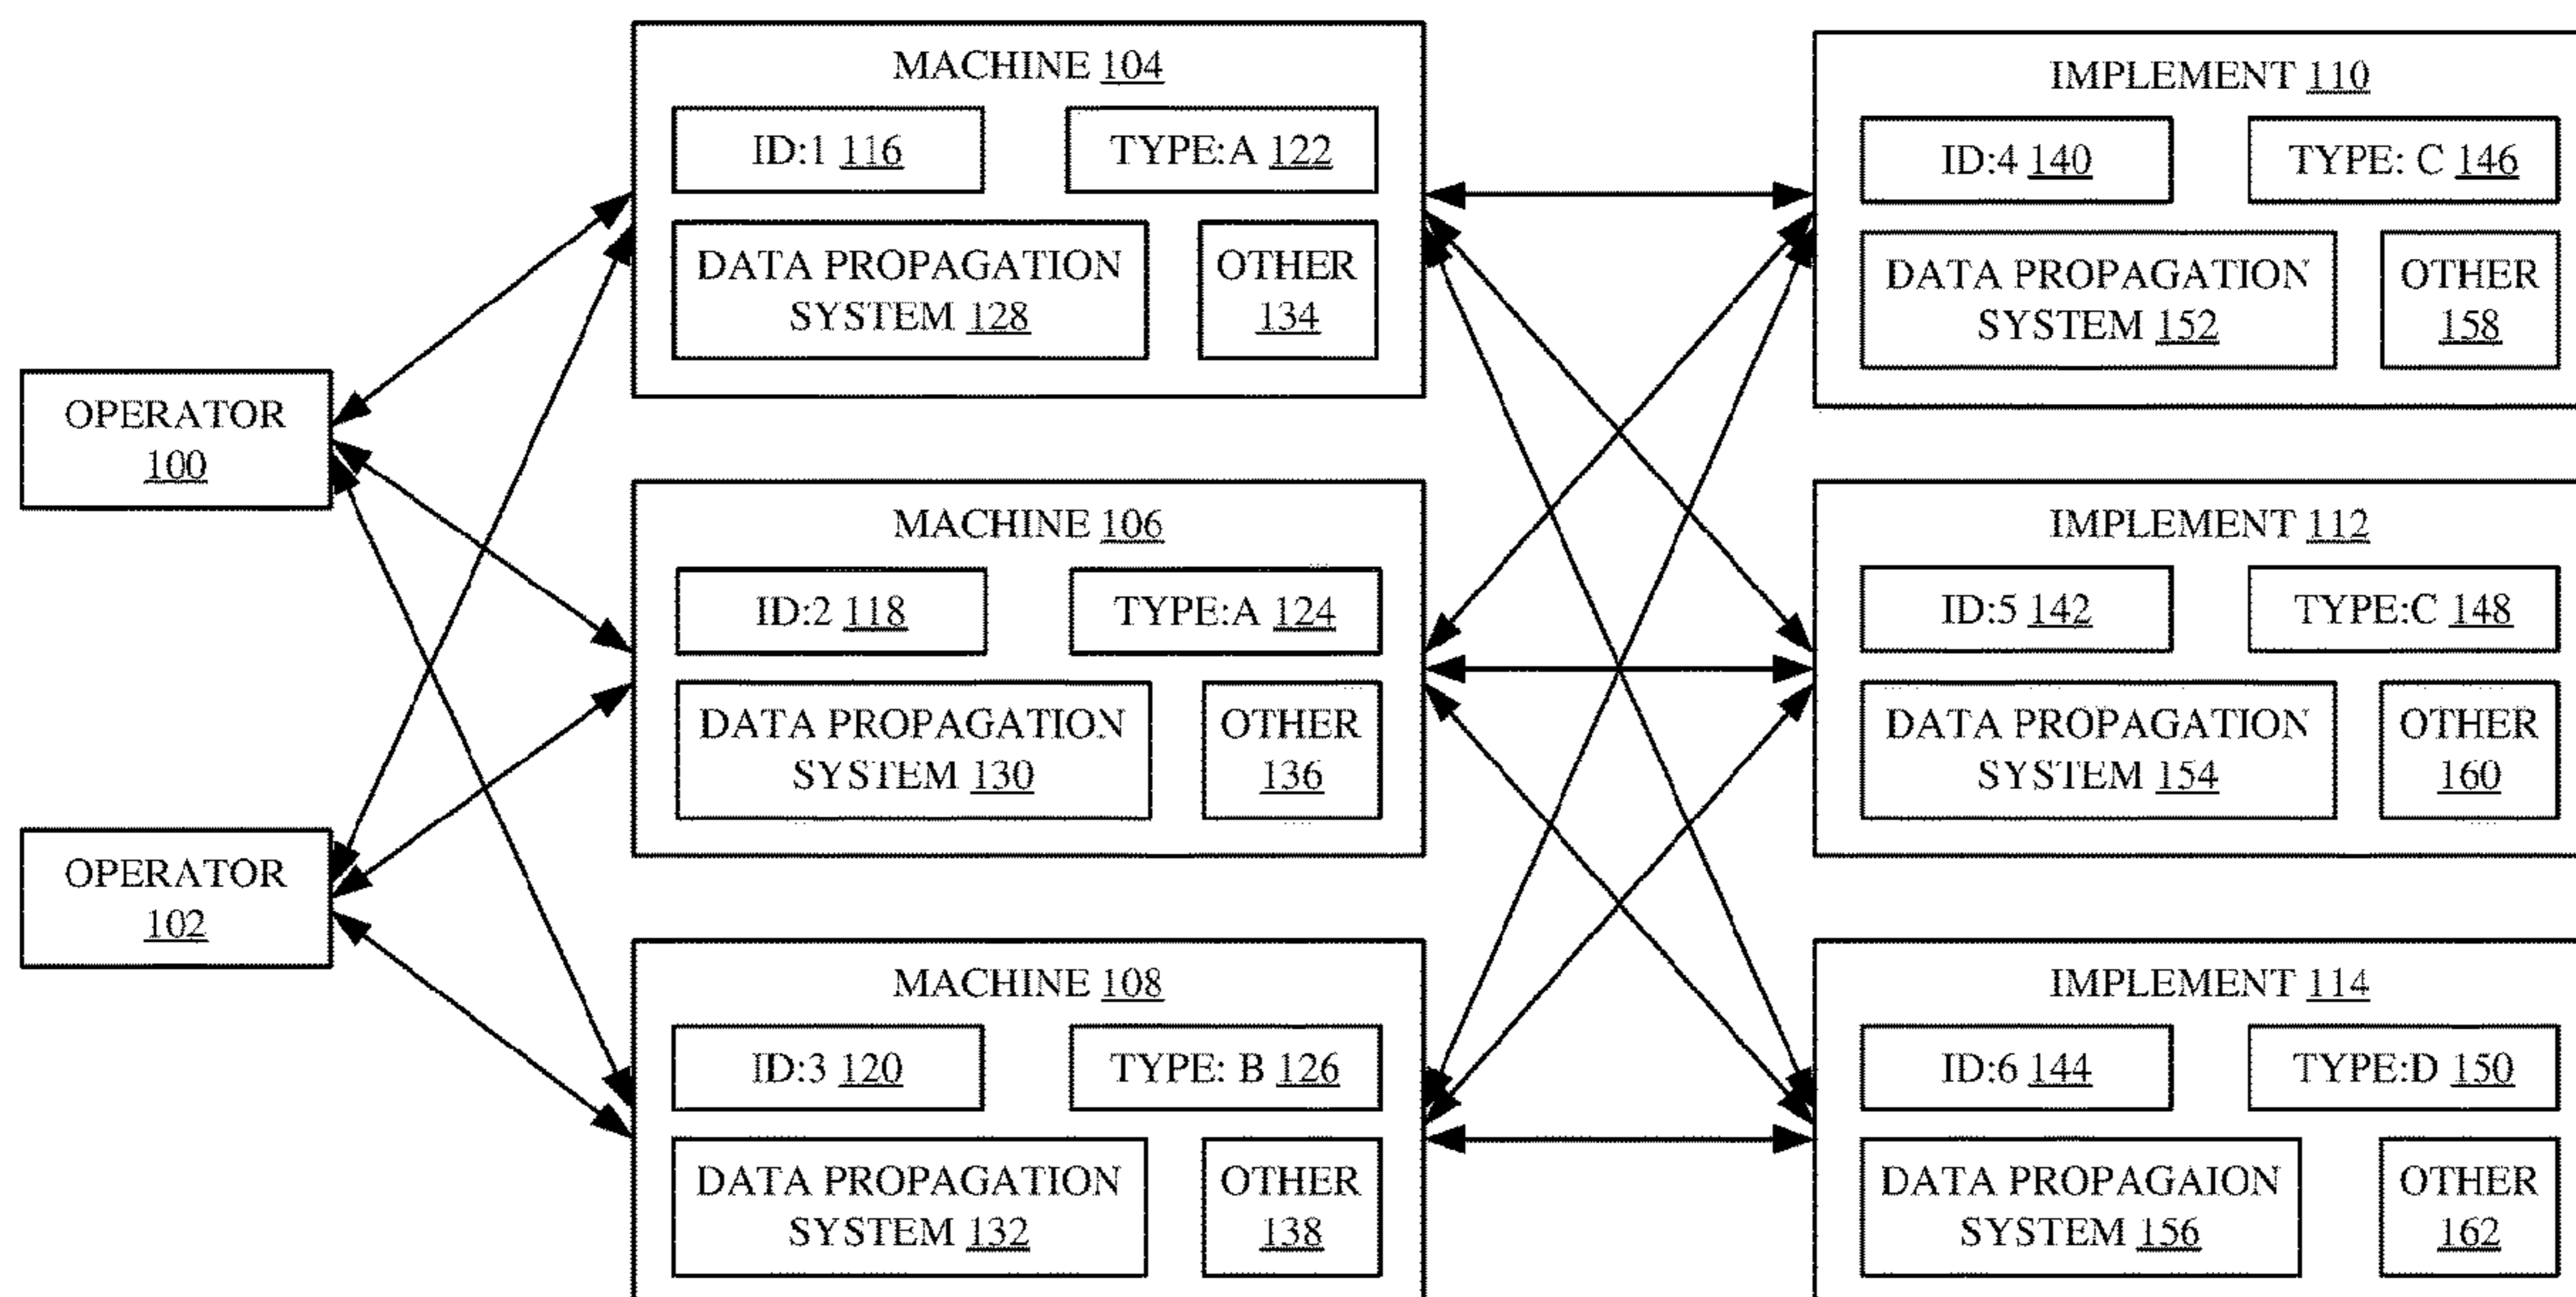 MACHINE 104
ID:1 116
TYPE:A 122
DATA PROPAGATION
SYSTEM 128
OTHER
134
IMPLEMENT 110
ID:4 140
TYPE: C 146
DATA PROPAGATION
SYSTEM 152
OTHER
158
OPERATOR
100
MACHINE 106
ID:2 118
TYPE:A 124
DATA PROPAGATION
SYSTEM 130
OTHER
136
IMPLEMENT 112
ID:5 142
TYPE:C 148
DATA PROPAGATION
SYSTEM 154
OTHER
160
OPERATOR
102
MACHINE 108
ID:3 120
TYPE: B 126
DATA PROPAGATION
SYSTEM 132
OTHER
138
IMPLEMENT 114
ID:6 144
TYPE:D 150
DATA PROPAGAION
SYSTEM 156
OTHER
162